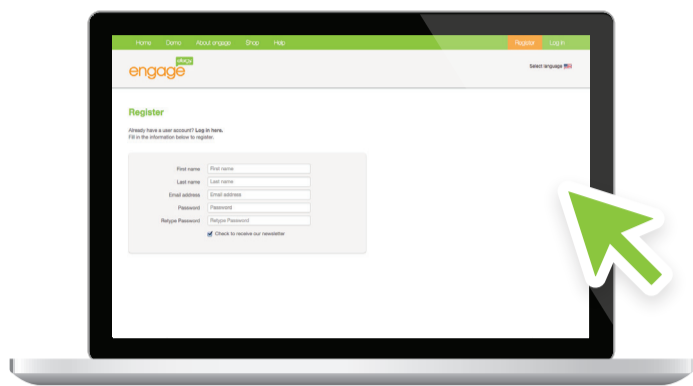 Home Demo About engage Shop Help Register Log In
engage
Select language
Register
Already have a user account? Log in here.
Fill in the information below to register.
First name First name
Last name Last name
Email address Email address
Password Password
Retype Password Retype Password
Check to receive our newsletter